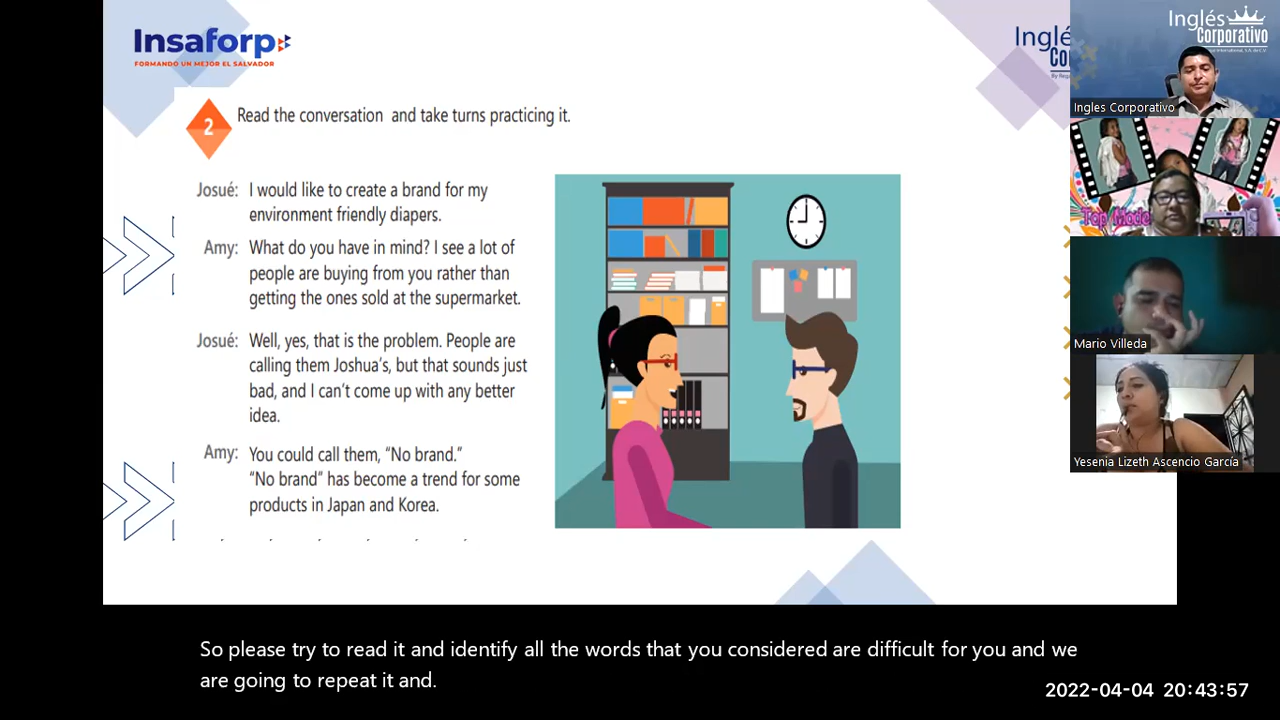 Insaforp
FORMANDO UN MEJOR EL SALVADOR
Inglés
Corporativo
Ingles Corporativo
2
Read the conversation and take turns practicing it.
Josué: I would like to create a brand for my
environment friendly diapers.
Amy: What do you have in mind? I see a lot of
people are buying from you rather than
getting the ones sold at the supermarket.
Josué: Well, yes, that is the problem. People are
calling them Joshua's, but that sounds just
bad, and I can't come up with any better
idea.
Amy: You could call them, “No brand.”
“No brand” has become a trend for some
products in Japan and Korea.
Mario Villeda
Yesenia Lizeth Ascencio García
So please try to read it and identify all the words that you considered are difficult for you and we
are going to repeat it and.
2022-04-04 20:43:57